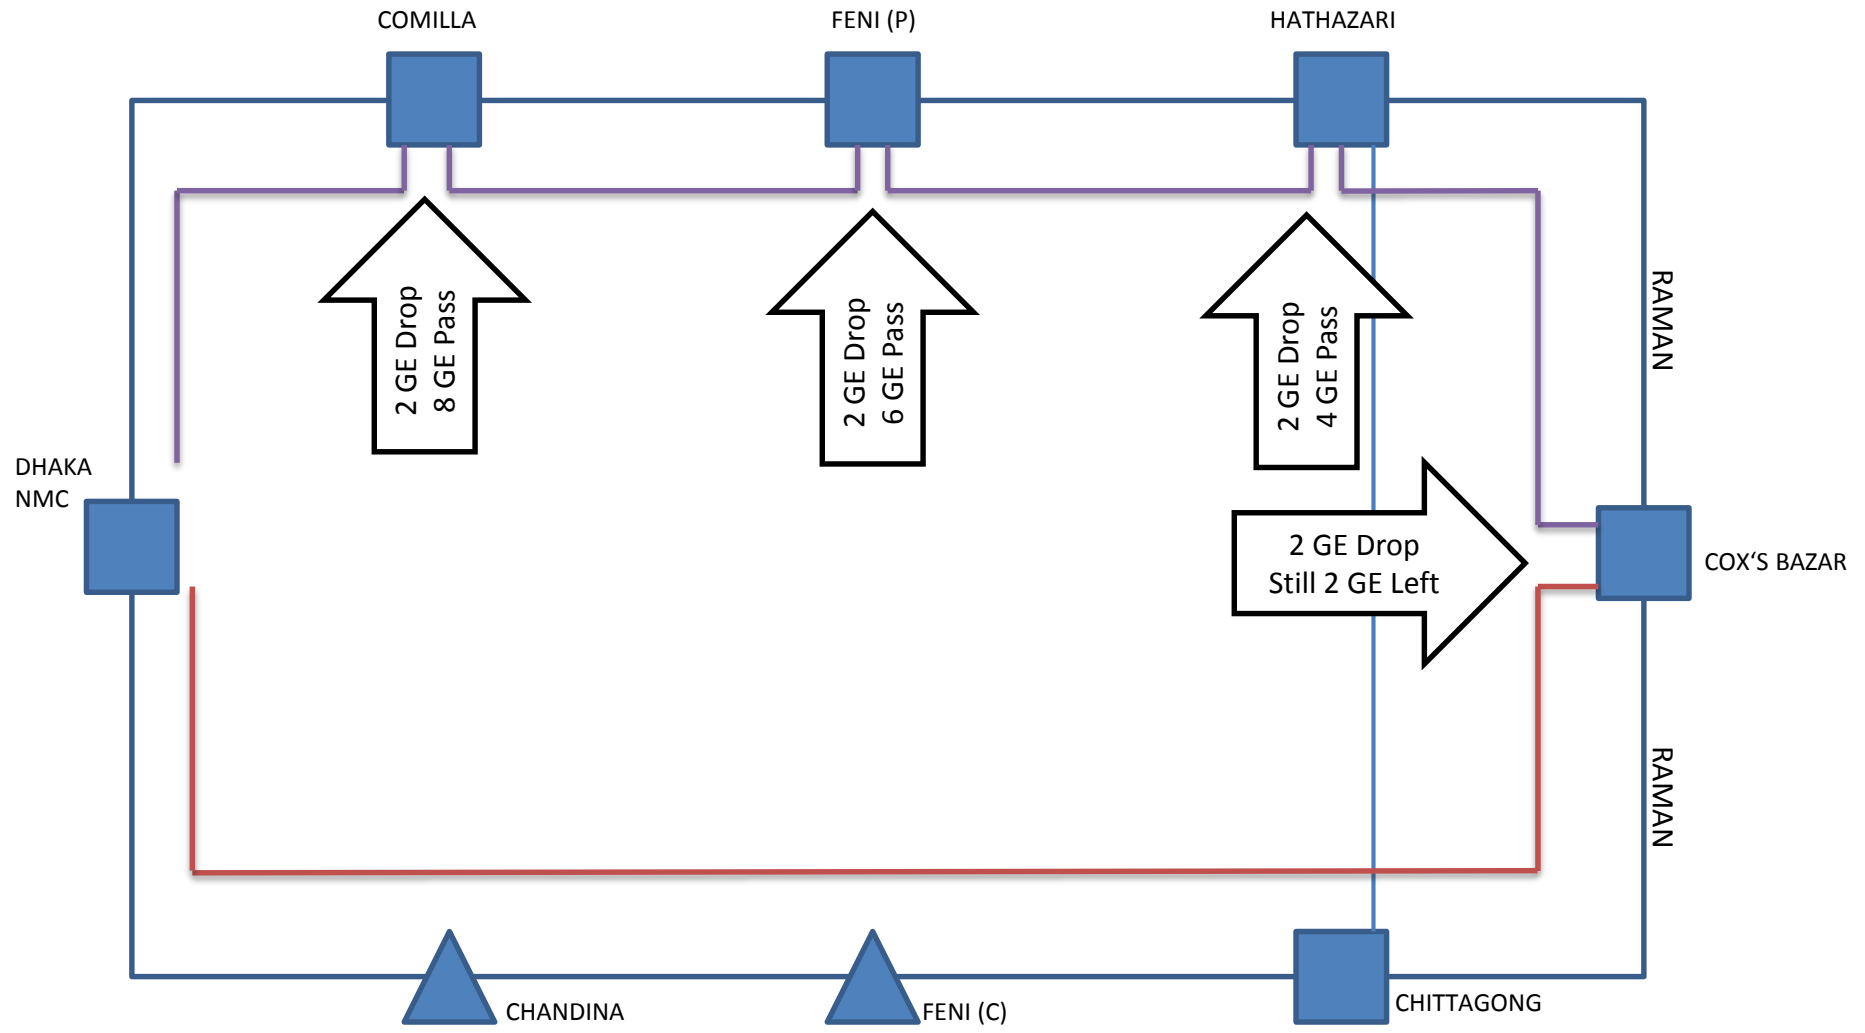 COMILLA
FENI (P)
HATHAZARI
2 GE Drop
8 GE Pass
2 GE Drop
6 GE Pass
2 GE Drop
4 GE Pass
RAMAN
DHAKA
NMC
2 GE Drop
Still 2 GE Left
COX‘S BAZAR
RAMAN
CHANDINA
FENI (C)
CHITTAGONG